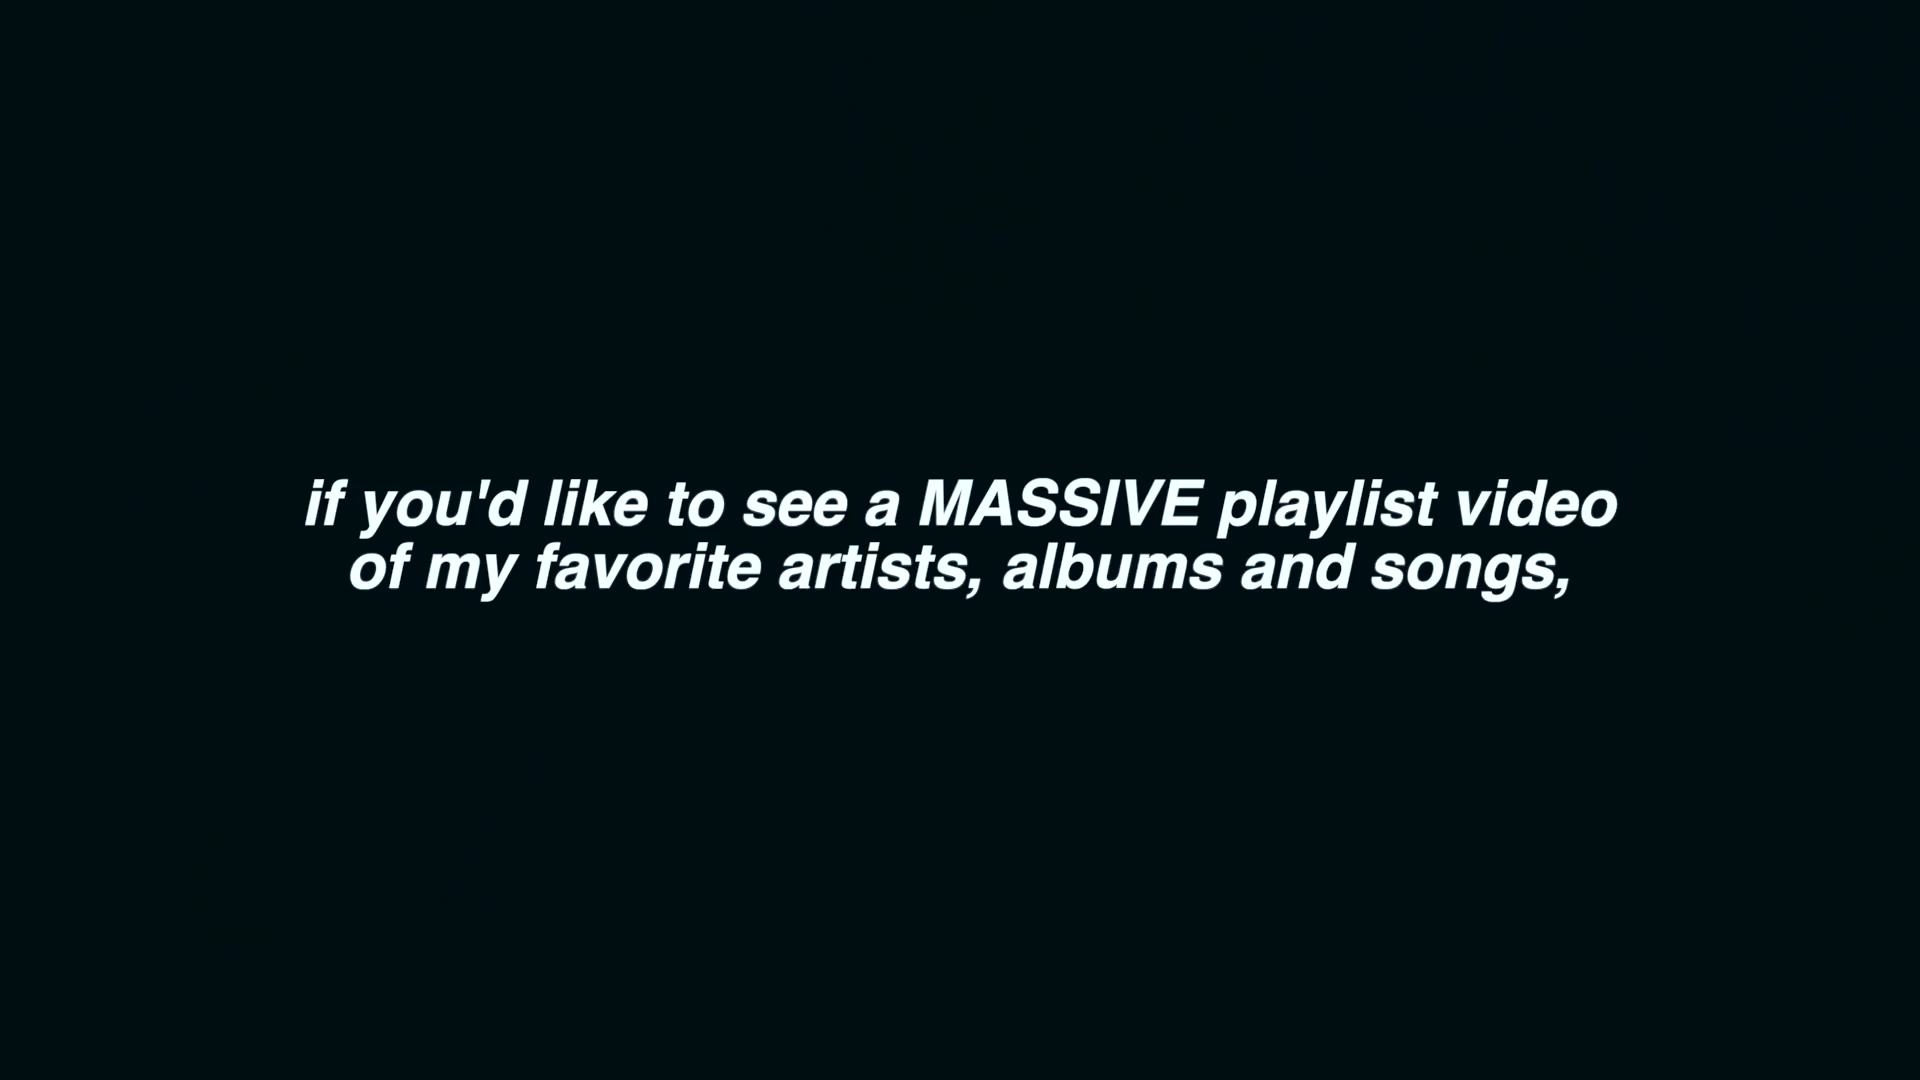 if you'd like to see a MASSIVE playlist video
of my favorite artists, albums and songs,